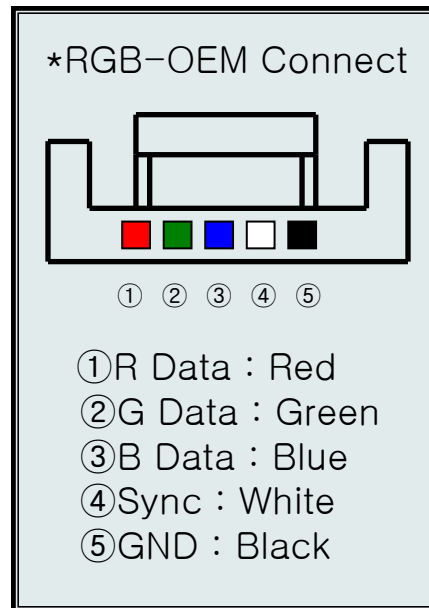 *RGB-OEM Connect
① ② ③ ④ ⑤
①R Data : Red
②G Data : Green
③B Data : Blue
④Sync : White
⑤GND : Black